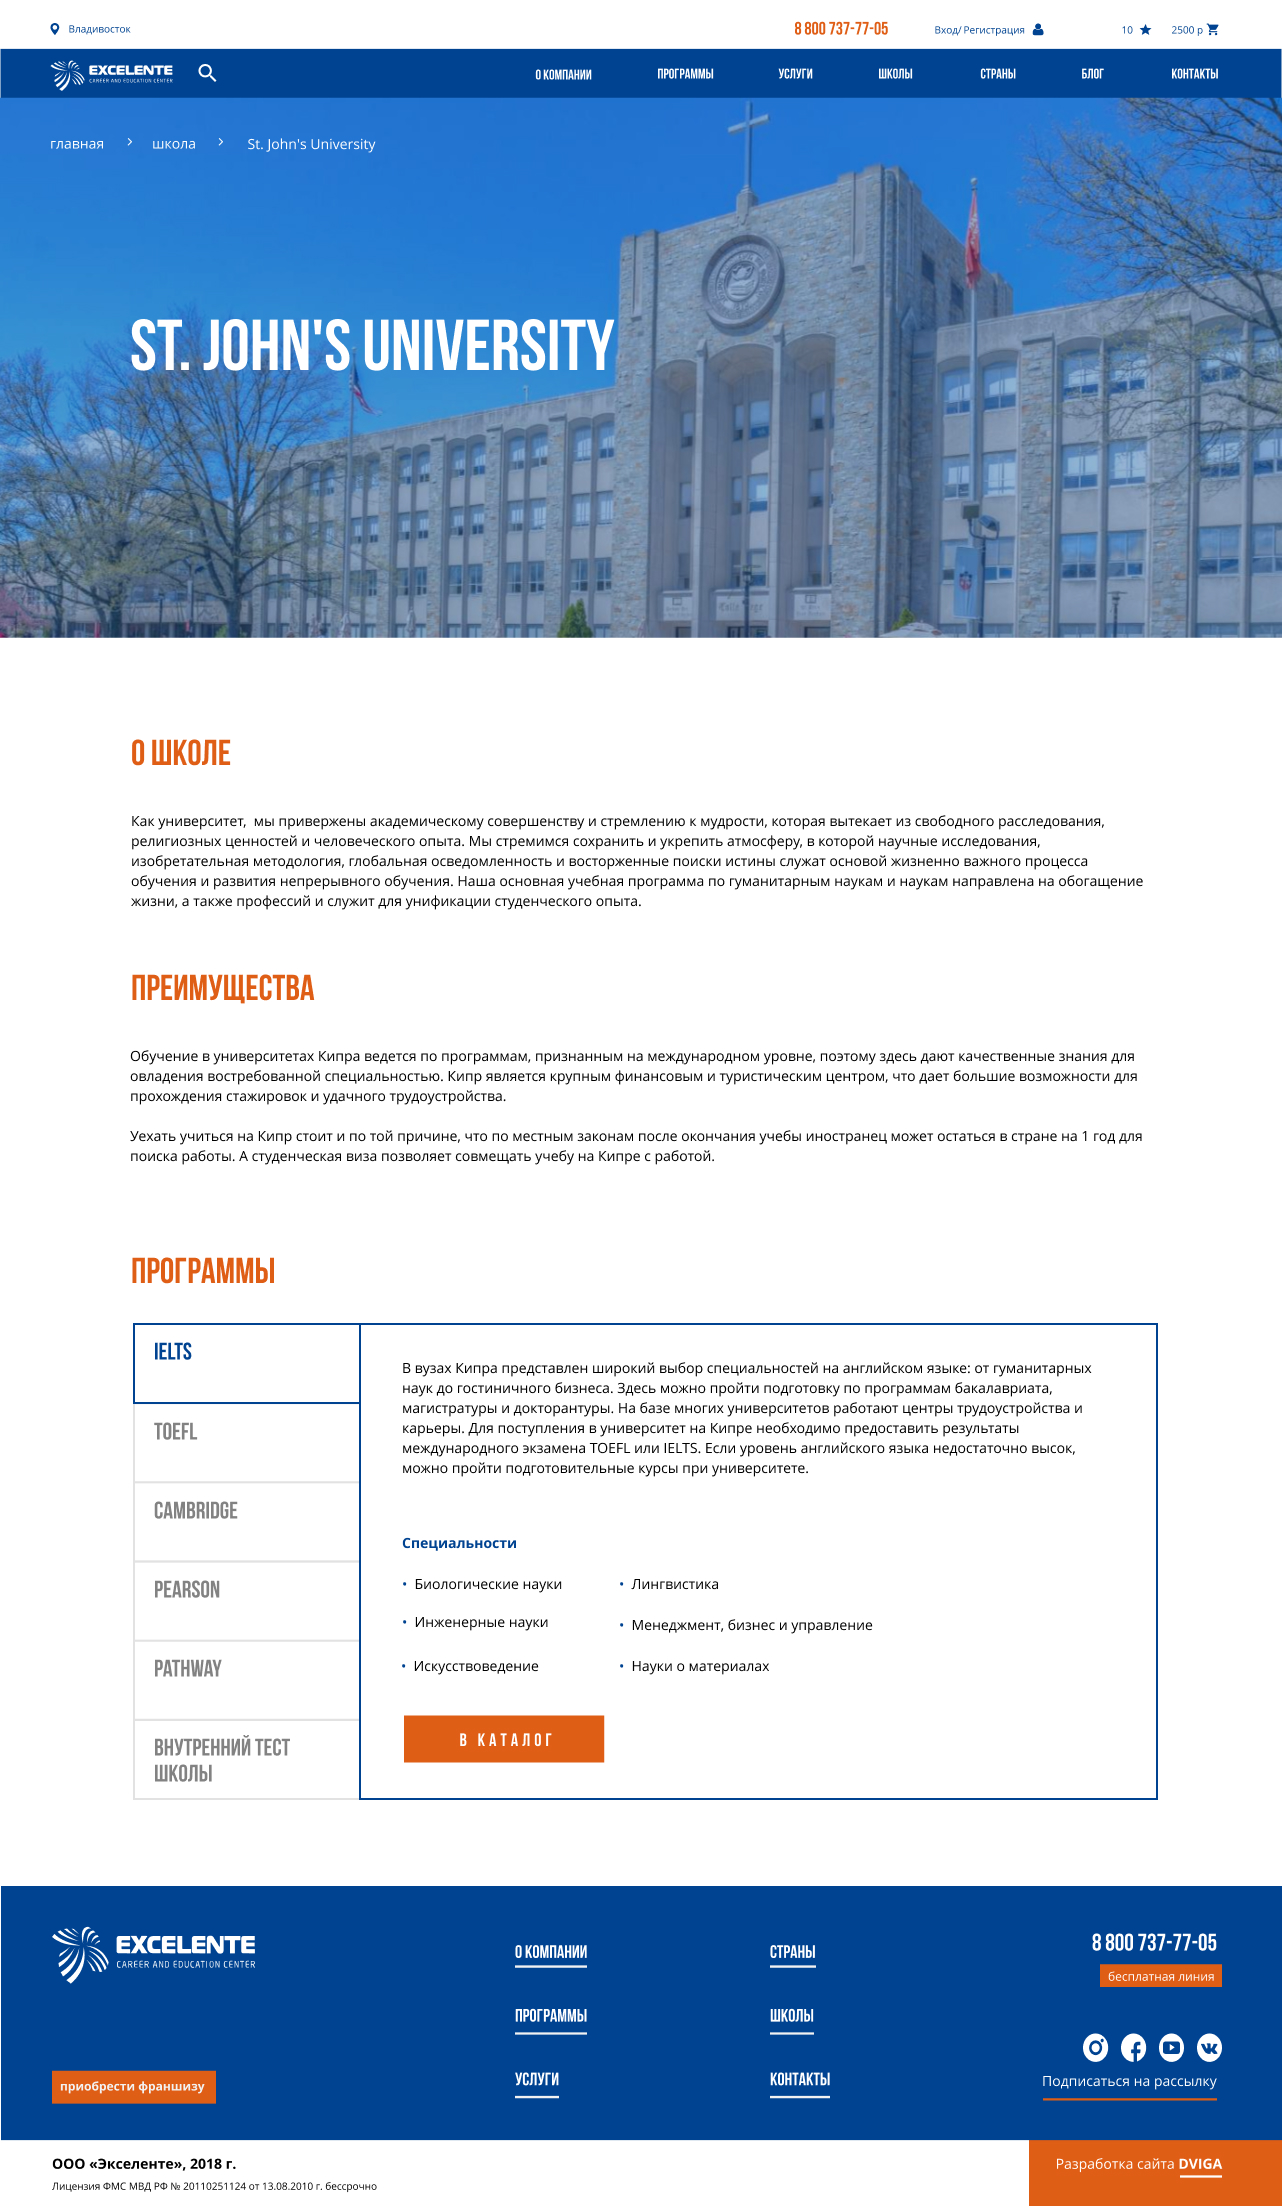 Владивосток
8 800 737-77-05
Вход/ Регистрация
10
2500 р
EXCELENTE
CAREER AND EDUCATION CENTER
О КОМПАНИИ
ПРОГРАММЫ
УСЛУГИ
ШКОЛЫ
СТРАНЫ
БЛОГ
КОНТАКТЫ
главная
школа
St. John's University
ST. JOHN'S UNIVERSITY
О ШКОЛЕ
Как университет,  мы привержены академическому совершенству и стремлению к мудрости, которая вытекает из свободного расследования,
религиозных ценностей и человеческого опыта. Мы стремимся сохранить и укрепить атмосферу, в которой научные исследования,
изобретательная методология, глобальная осведомленность и восторженные поиски истины служат основой жизненно важного процесса
обучения и развития непрерывного обучения. Наша основная учебная программа по гуманитарным наукам и наукам направлена на обогащение
жизни, а также профессий и служит для унификации студенческого опыта.
ПРЕИМУЩЕСТВА
Обучение в университетах Кипра ведется по программам, признанным на международном уровне, поэтому здесь дают качественные знания для
овладения востребованной специальностью. Кипр является крупным финансовым и туристическим центром, что дает большие возможности для
прохождения стажировок и удачного трудоустройства.
Уехать учиться на Кипр стоит и по той причине, что по местным законам после окончания учебы иностранец может остаться в стране на 1 год для
поиска работы. А студенческая виза позволяет совмещать учебу на Кипре с работой.
ПРОГРАММЫ
IELTS
TOEFL
CAMBRIDGE
PEARSON
PATHWAY
ВНУТРЕННИЙ ТЕСТ
ШКОЛЫ
В вузах Кипра представлен широкий выбор специальностей на английском языке: от гуманитарных
наук до гостиничного бизнеса. Здесь можно пройти подготовку по программам бакалавриата,
магистратуры и докторантуры. На базе многих университетов работают центры трудоустройства и
карьеры. Для поступления в университет на Кипре необходимо предоставить результаты
международного экзамена TOEFL или IELTS. Если уровень английского языка недостаточно высок,
можно пройти подготовительные курсы при университете.
Специальности
• Биологические науки
• Инженерные науки
• Искусствоведение
• Лингвистика
• Менеджмент, бизнес и управление
• Науки о материалах
В КАТАЛОГ
EXCELENTE
CAREER AND EDUCATION CENTER
приобрести франшизу
О КОМПАНИИ
ПРОГРАММЫ
УСЛУГИ
СТРАНЫ
ШКОЛЫ
КОНТАКТЫ
8 800 737-77-05
бесплатная линия
Подписаться на рассылку
ООО «Экселенте», 2018 г.
Лицензия ФМС МВД РФ № 20110251124 от 13.08.2010 г. бессрочно
Разработка сайта DVIGA